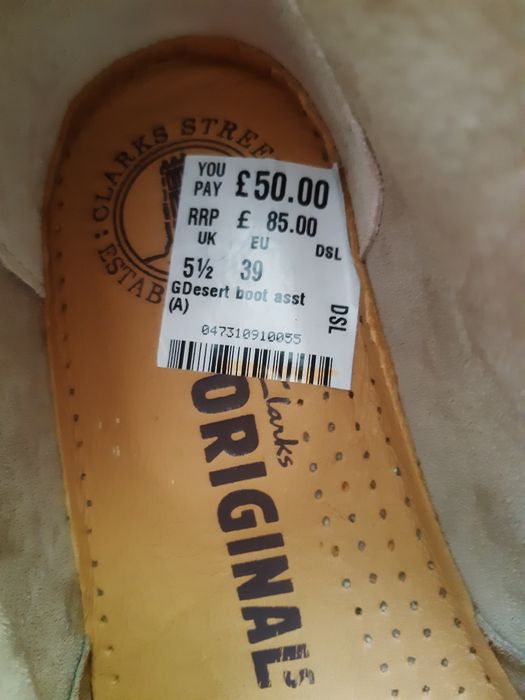 : CLARKS STREE
ESTAB
YOU
PAY £50.00
RRP £ 85.00
UK EU DSL
5½ 39
GDesert boot asst
(A)
DSL
047310910055
Clarks
ORIGINALS